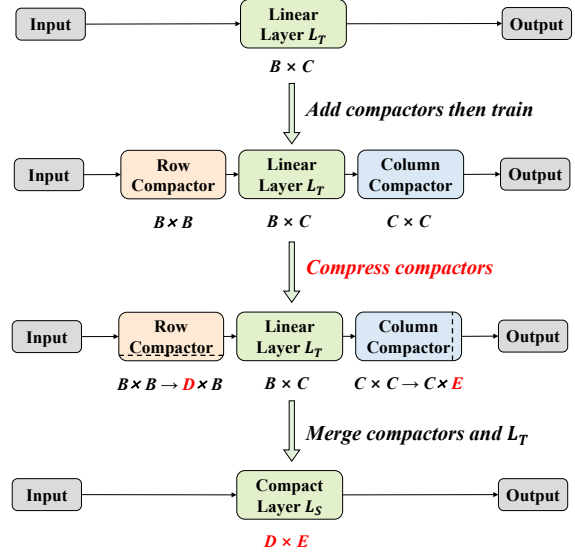 Input
Linear
Layer L_T
Output
B × C
Add compactors then train
Input
Row
Compactor
Linear
Layer L_T
Column
Compactor
Output
B × B
B × C
C × C
Compress compactors
Input
Row
Compactor
Linear
Layer L_T
Column
Compactor
Output
B × B → D × B
B × C
C × C → C × E
Merge compactors and L_T
Input
Compact
Layer L_S
Output
D × E